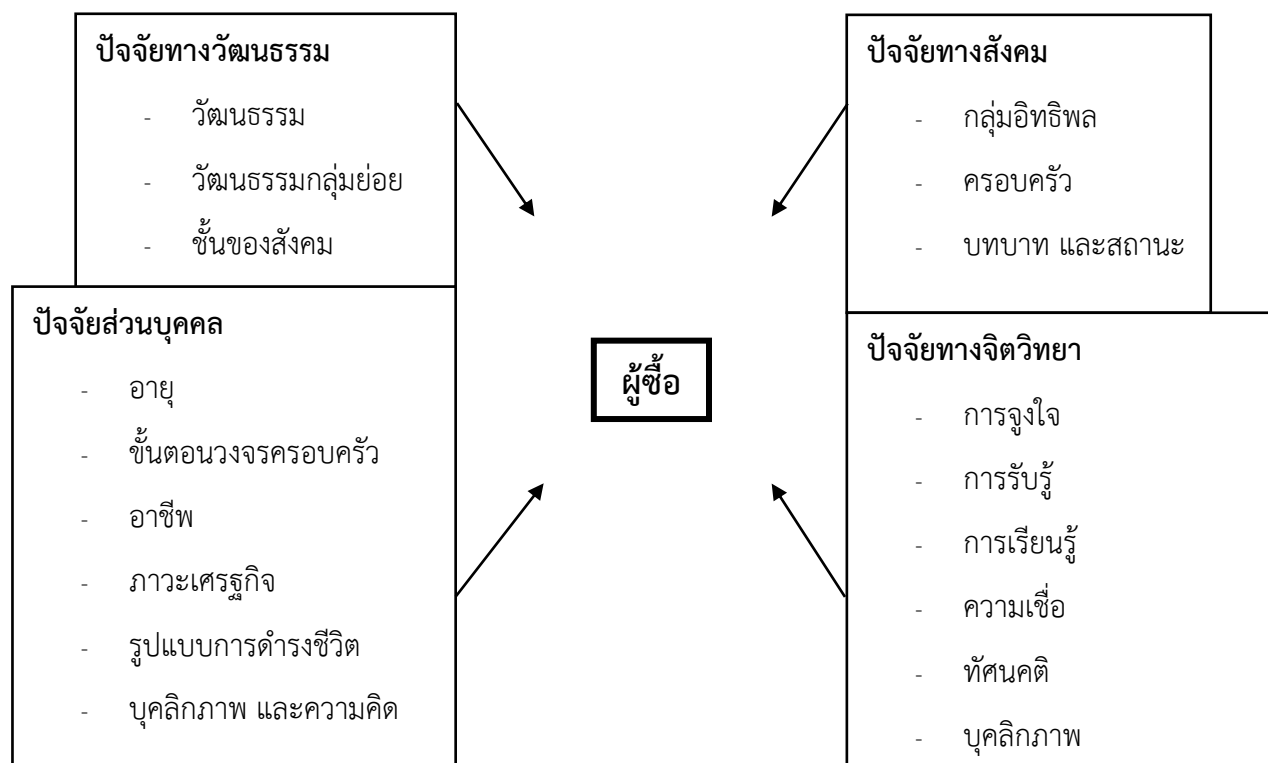 ปัจจัยทางวัฒนธรรม
- วัฒนธรรม
- วัฒนธรรมกลุ่มย่อย
- ชั้นของสังคม
ปัจจัยทางสังคม
- กลุ่มอิทธิพล
- ครอบครัว
- บทบาท และสถานะ
ปัจจัยส่วนบุคคล
- อายุ
- ขั้นตอนวงจรครอบครัว
- อาชีพ
- ภาวะเศรฐกิจ
- รูปแบบการดำรงชีวิต
- บุคลิกภาพ และความคิด
ผู้ซื้อ
ปัจจัยทางจิตวิทยา
- การจูงใจ
- การรับรู้
- การเรียนรู้
- ความเชื่อ
- ทัศนคติ
- บุคลิกภาพ